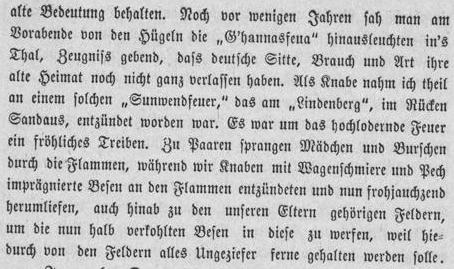 alte Bedeutung behalten. Noch vor wenigen Jahren sah man am
Vorabende von den Hügeln die „G'hannasfeua“ hinausleuchten in's
Thal, Zeugniss gebend, dass deutsche Sitte, Brauch und Art ihre
alte Heimat noch nicht ganz verlassen haben. Als Knabe nahm ich theil
an einem solchen „Sunwendfeuer,“ das am „Lindenberg“, im Rücken
Sandaus, entzündet worden war. Es war um das hochlodernde Feuer
ein fröhliches Treiben. Zu Paaren sprangen Mädchen und Burschen
durch die Flammen, während wir Knaben mit Wagenschmiere und Pech
imprägnierte Besen an den Flammen entzündeten und nun frohjauchzend
herumliefen, auch hinab zu den unseren Eltern gehörigen Feldern,
um die nun halb verkohlten Besen in diese zu werfen, weil hie-
durch von den Feldern alles Ungeziefer ferne gehalten werden solle.